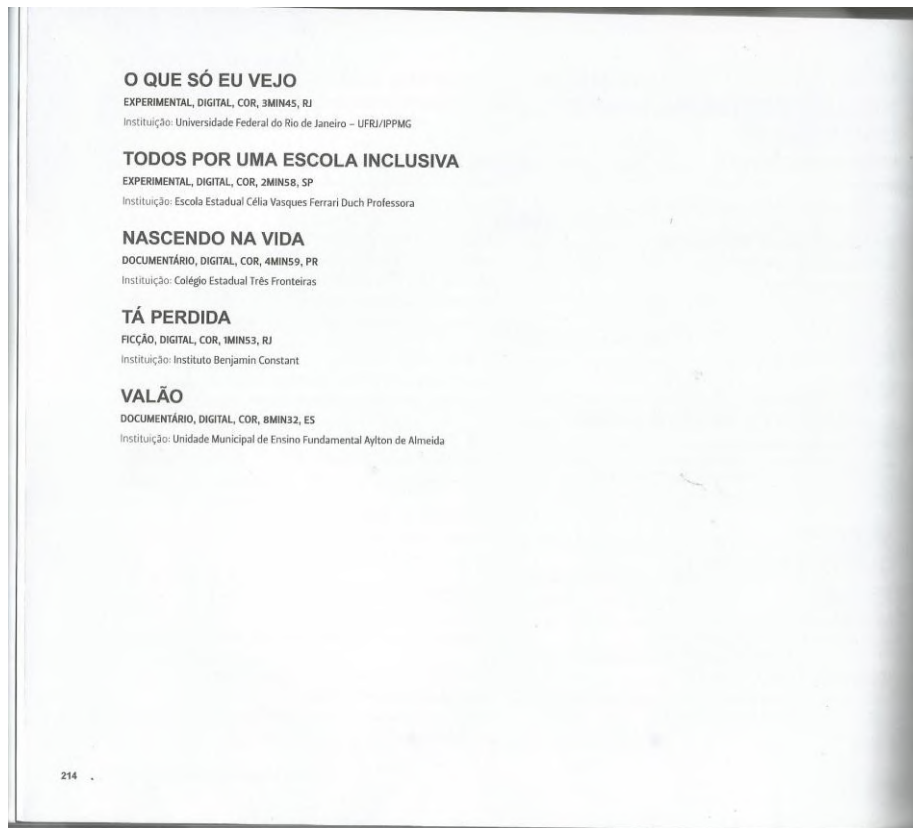 O QUE SÓ EU VEJO
EXPERIMENTAL, DIGITAL, COR, 3MIN45, RJ
Instituição: Universidade Federal do Rio de Janeiro – UFRJ/IPPMG
TODOS POR UMA ESCOLA INCLUSIVA
EXPERIMENTAL, DIGITAL, COR, 2MIN58, SP
Instituição: Escola Estadual Célia Vasques Ferrari Duch Professora
NASCENDO NA VIDA
DOCUMENTÁRIO, DIGITAL, COR, 4MIN59, PR
Instituição: Colégio Estadual Três Fronteiras
TÁ PERDIDA
FICÇÃO, DIGITAL, COR, 1MIN53, RJ
Instituição: Instituto Benjamin Constant
VALÃO
DOCUMENTÁRIO, DIGITAL, COR, 8MIN32, ES
Instituição: Unidade Municipal de Ensino Fundamental Aylton de Almeida
214